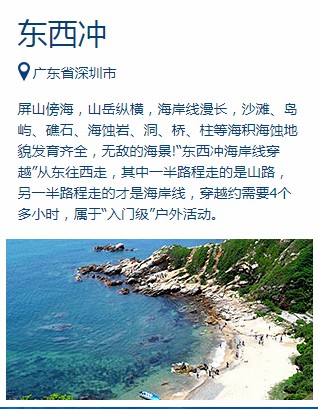 东西冲
广东省深圳市
屏山傍海，山岳纵横，海岸线漫长，沙滩、岛
屿、礁石、海蚀岩、洞、桥、柱等海积海蚀地
貌发育齐全，无敌的海景!“东西冲海岸线穿
越”从东往西走，其中一半路程走的是山路，
另一半路程走的才是海岸线，穿越约需要4个
多小时，属于“入门级”户外活动。